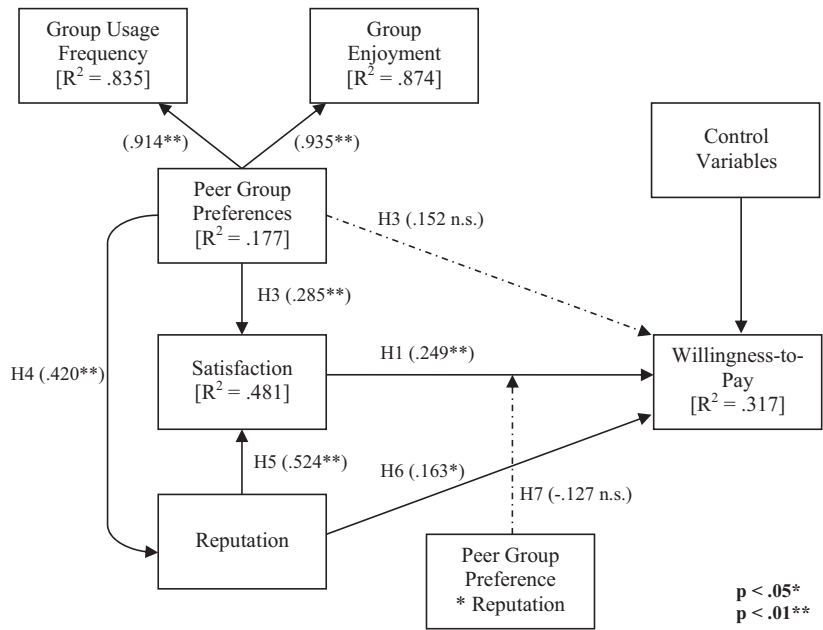 Group Usage
Frequency
[R² = .835]
Group
Enjoyment
[R² = .874]
(.914**)
(.935**)
Control
Variables
Peer Group
Preferences
[R² = .177]
H3 (.152 n.s.)
H3 (.285**)
H4 (.420**)
Satisfaction
[R² = .481]
H1 (.249**)
Willingness-to-
Pay
[R² = .317]
H5 (.524**)
H6 (.163*)
H7 (-.127 n.s.)
Reputation
Peer Group
Preference
* Reputation
p < .05*
p < .01**